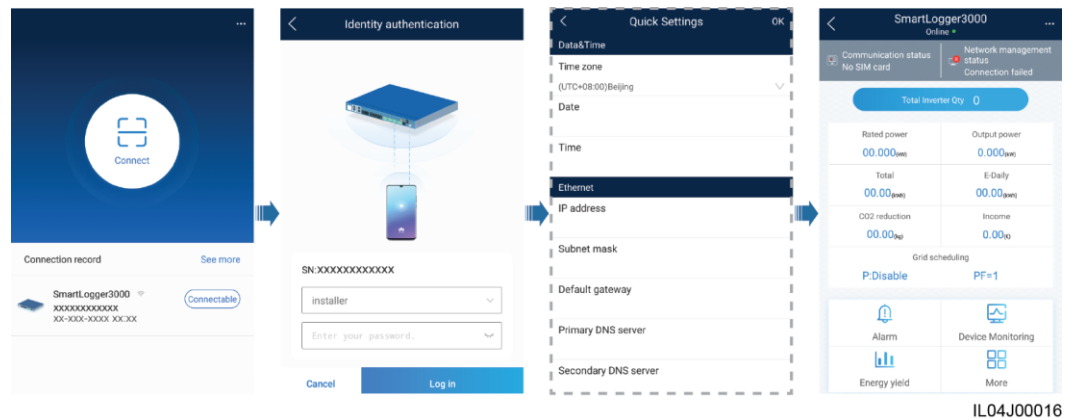 ...
Connect
Connection record
See more
SmartLogger3000
Connectable
XXXXXXXXXXXX
XX-XXX-XXXX XX:XX
Identity authentication
SN:XXXXXXXXXXXX
installer
Enter your password.
Cancel
Log in
Quick Settings
OK
Data&Time
Time zone
(UTC+08:00)Beijing
Date
Time
Ethernet
IP address
Subnet mask
Default gateway
Primary DNS server
Secondary DNS server
SmartLogger3000
...
Online
Communication status
No SIM card
Network management
status
Connection failed
Total Inverter Qty 0
Rated power
Output power
00.000(kW)
0.000(kW)
Total
E-Daily
00.00(kWh)
00.00(kWh)
CO2 reduction
Income
00.00(kg)
0.00(€)
Grid scheduling
P:Disable
PF=1
Alarm
Device Monitoring
Energy yield
More
IL04J00016